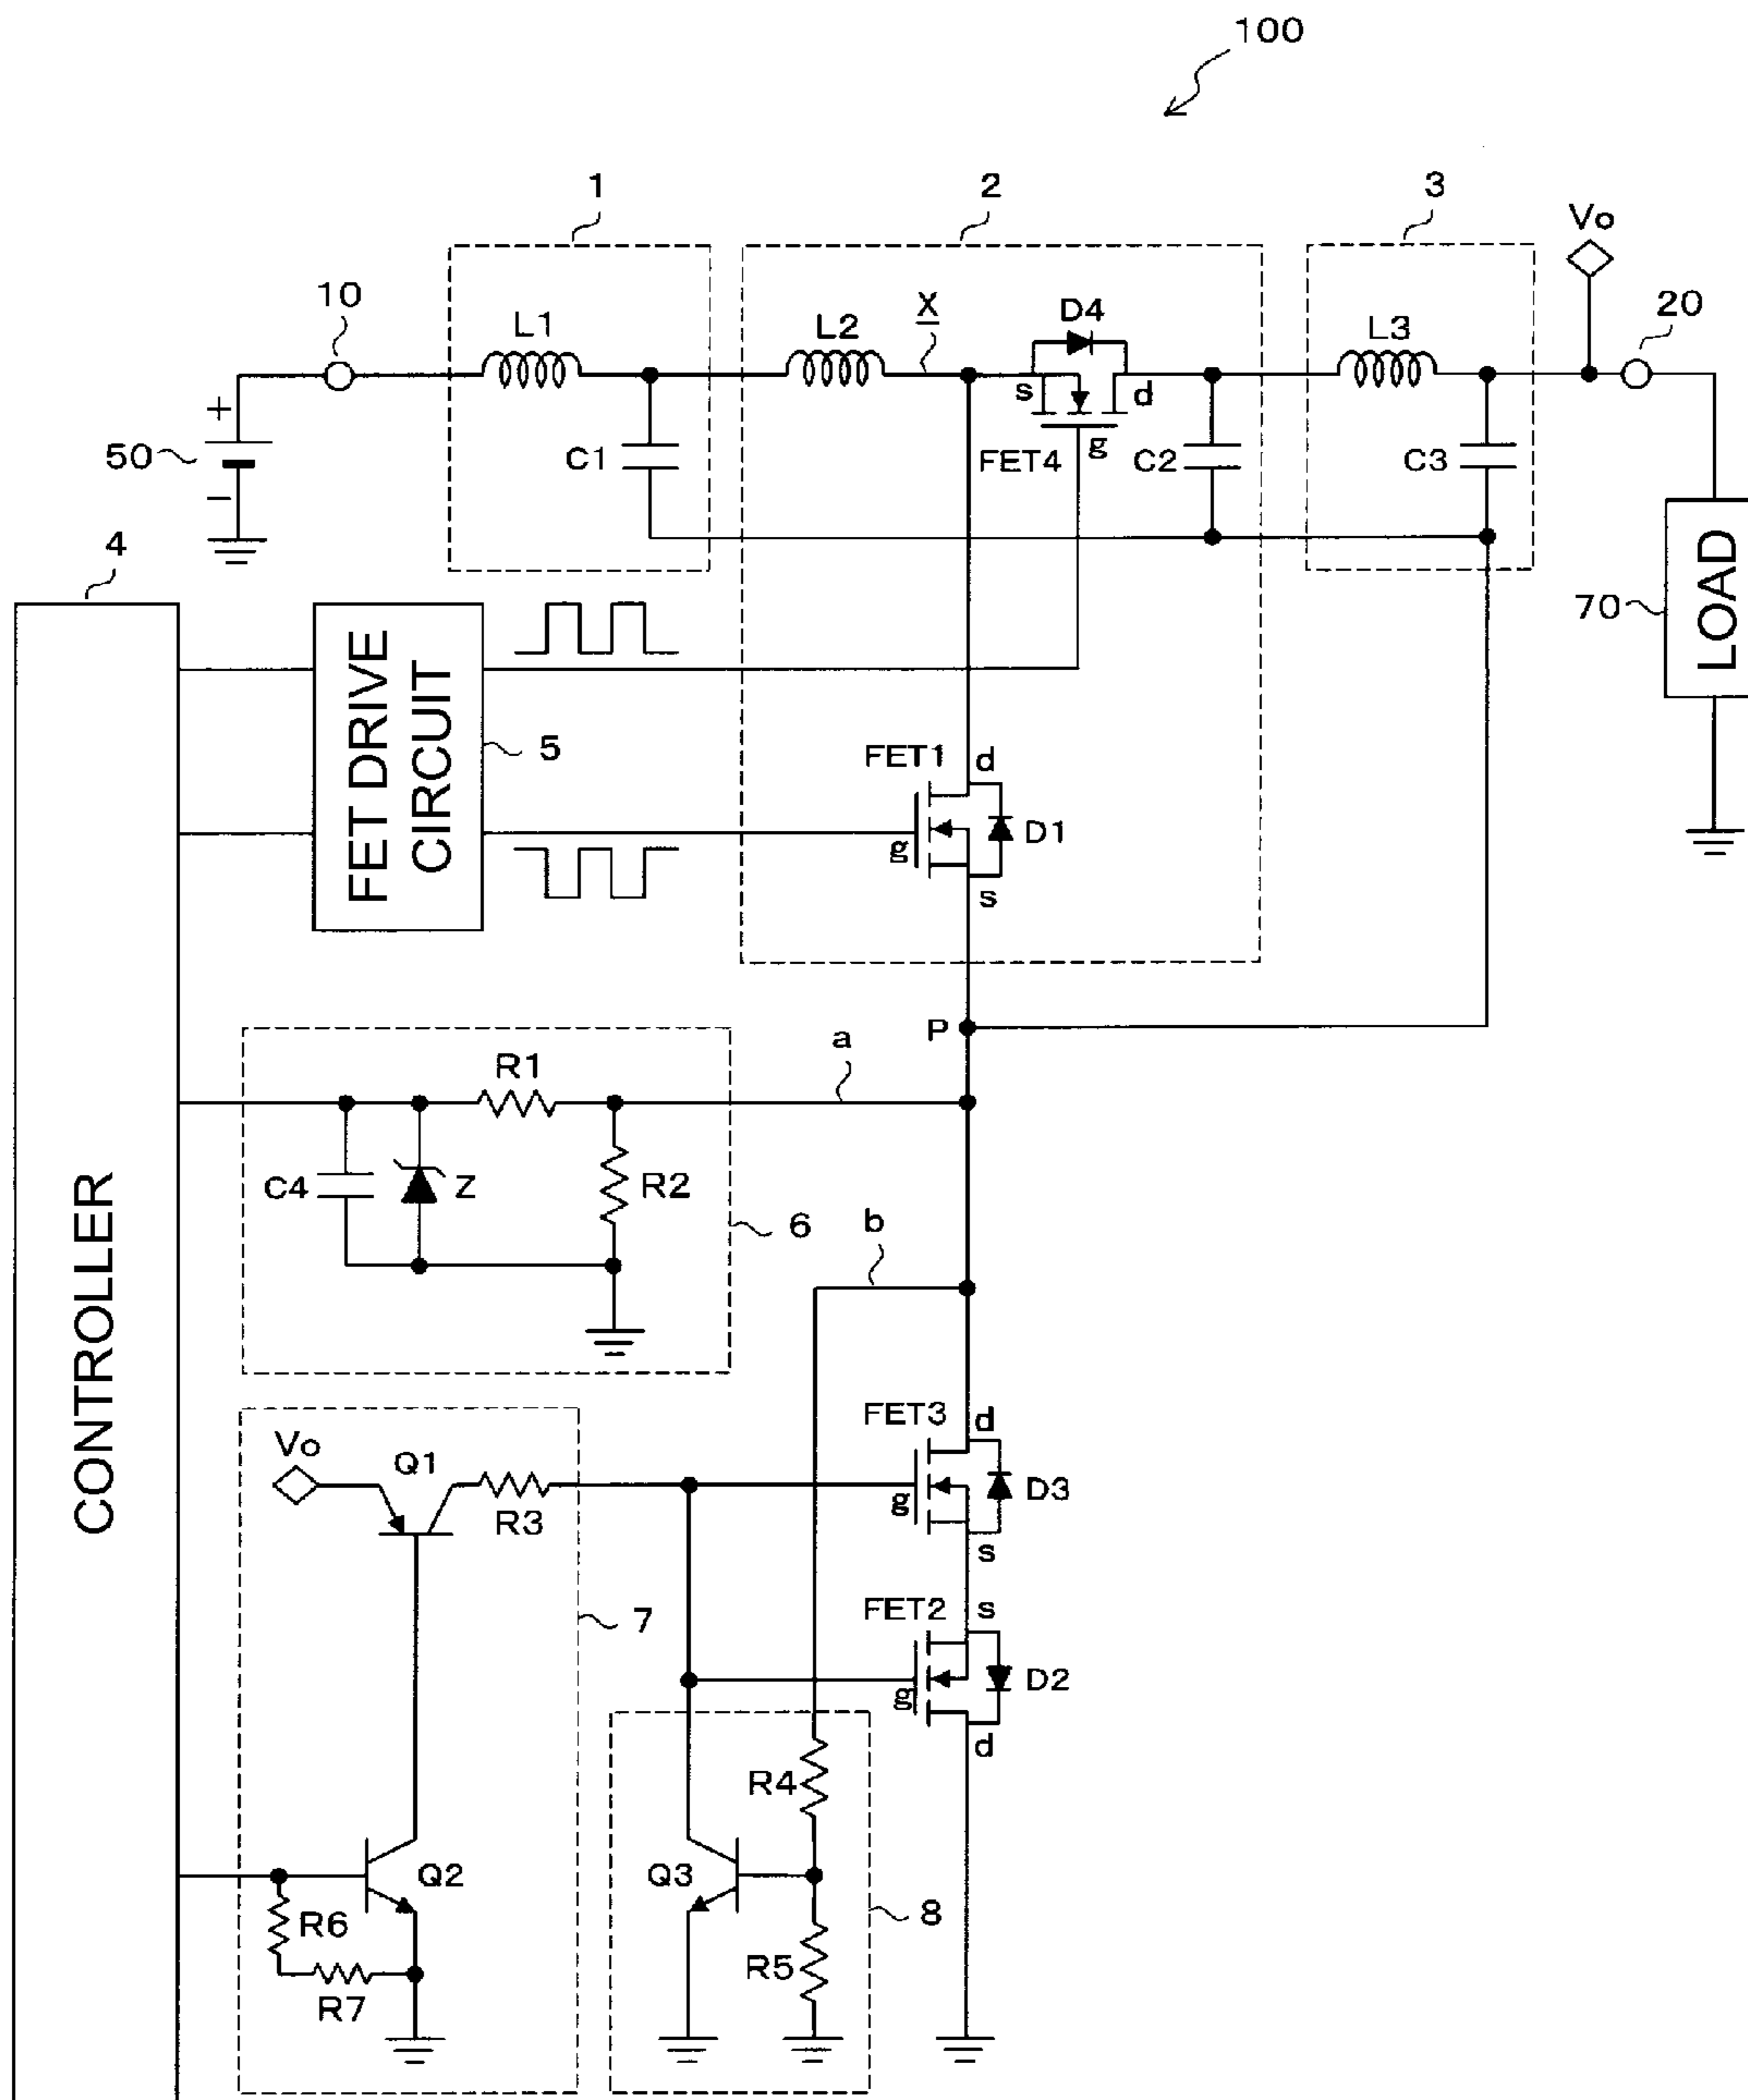 100
1
2
3
Vo
10
L1
L2
X
D4
L3
20
+
50
−
C1
s
d
g
FET4
C2
C3
4
70
LOAD
FET DRIVE
CIRCUIT
5
FET1
d
g
D1
s
P
a
R1
C4
Z
R2
6
b
CONTROLLER
Vo
Q1
R3
FET3
d
g
D3
s
7
FET2
s
g
D2
d
R4
Q2
Q3
8
R6
R5
R7